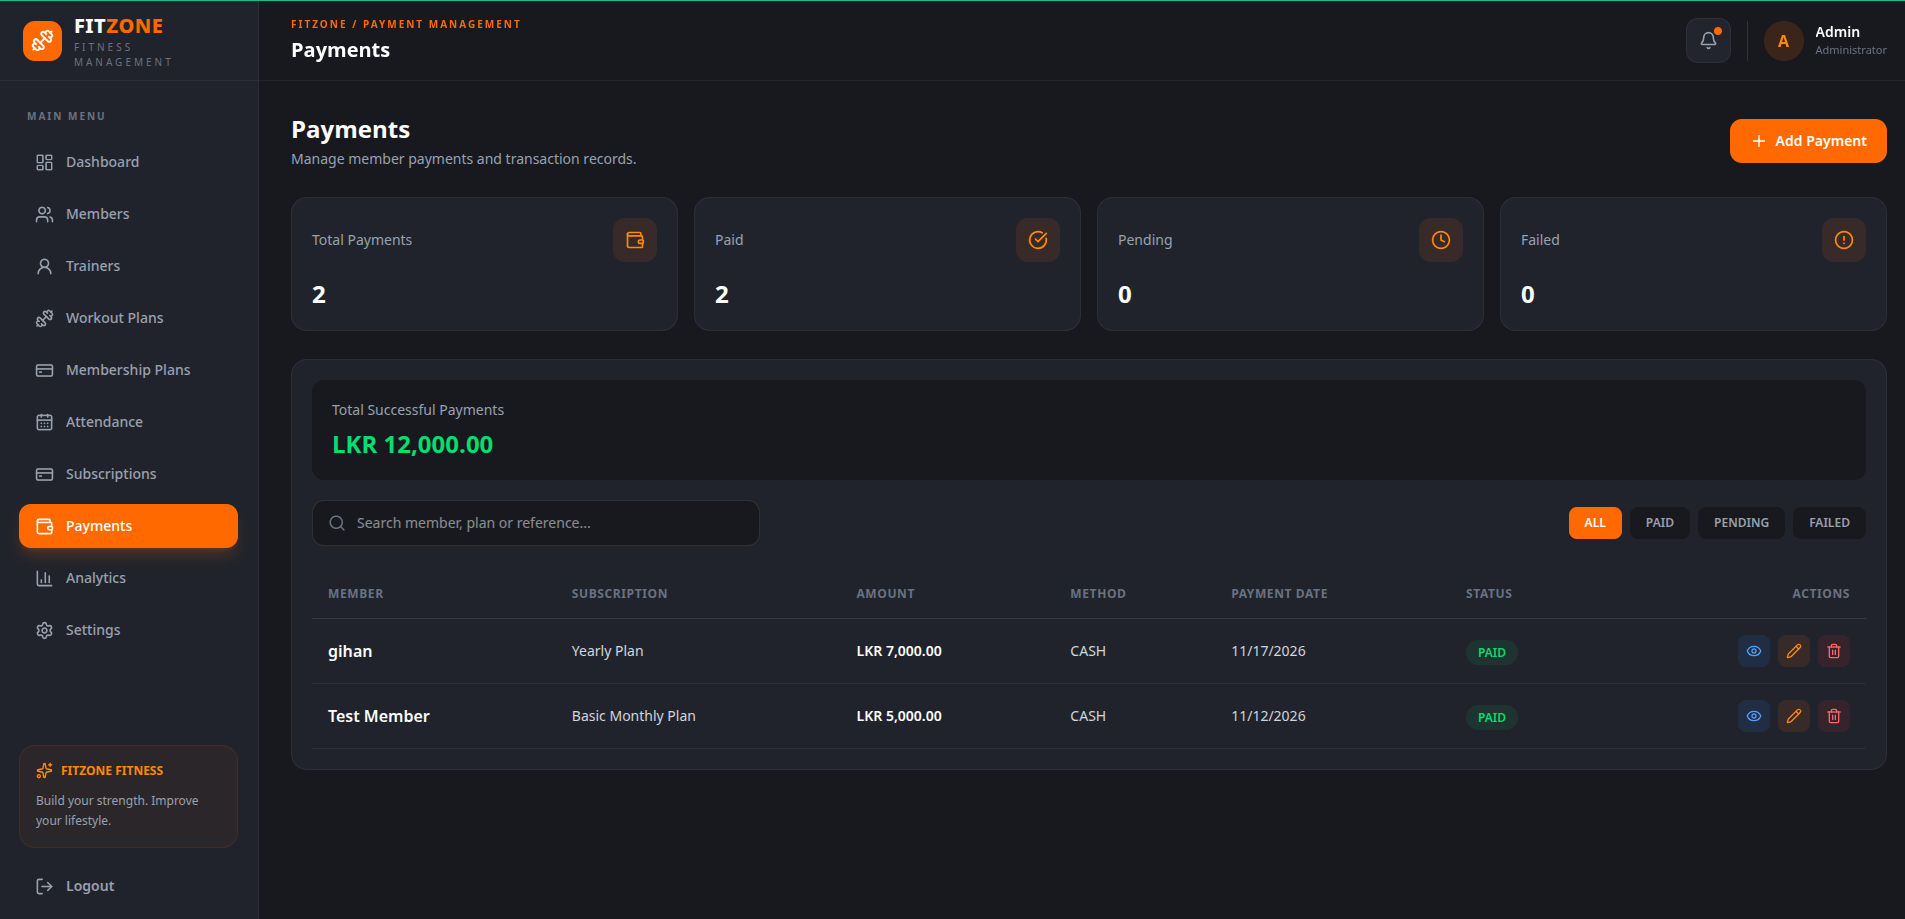 FITZONE
FITNESS
MANAGEMENT
MAIN MENU
Dashboard
Members
Trainers
Workout Plans
Membership Plans
Attendance
Subscriptions
Payments
Analytics
Settings
FITZONE FITNESS
Build your strength. Improve
your lifestyle.
Logout
FITZONE / PAYMENT MANAGEMENT
Payments
A
Admin
Administrator
Payments
Manage member payments and transaction records.
Add Payment
Total Payments
2
Paid
2
Pending
0
Failed
0
Total Successful Payments
LKR 12,000.00
Search member, plan or reference...
ALL PAID PENDING FAILED
MEMBER SUBSCRIPTION AMOUNT METHOD PAYMENT DATE STATUS ACTIONS
gihan Yearly Plan LKR 7,000.00 CASH 11/17/2026 PAID
Test Member Basic Monthly Plan LKR 5,000.00 CASH 11/12/2026 PAID